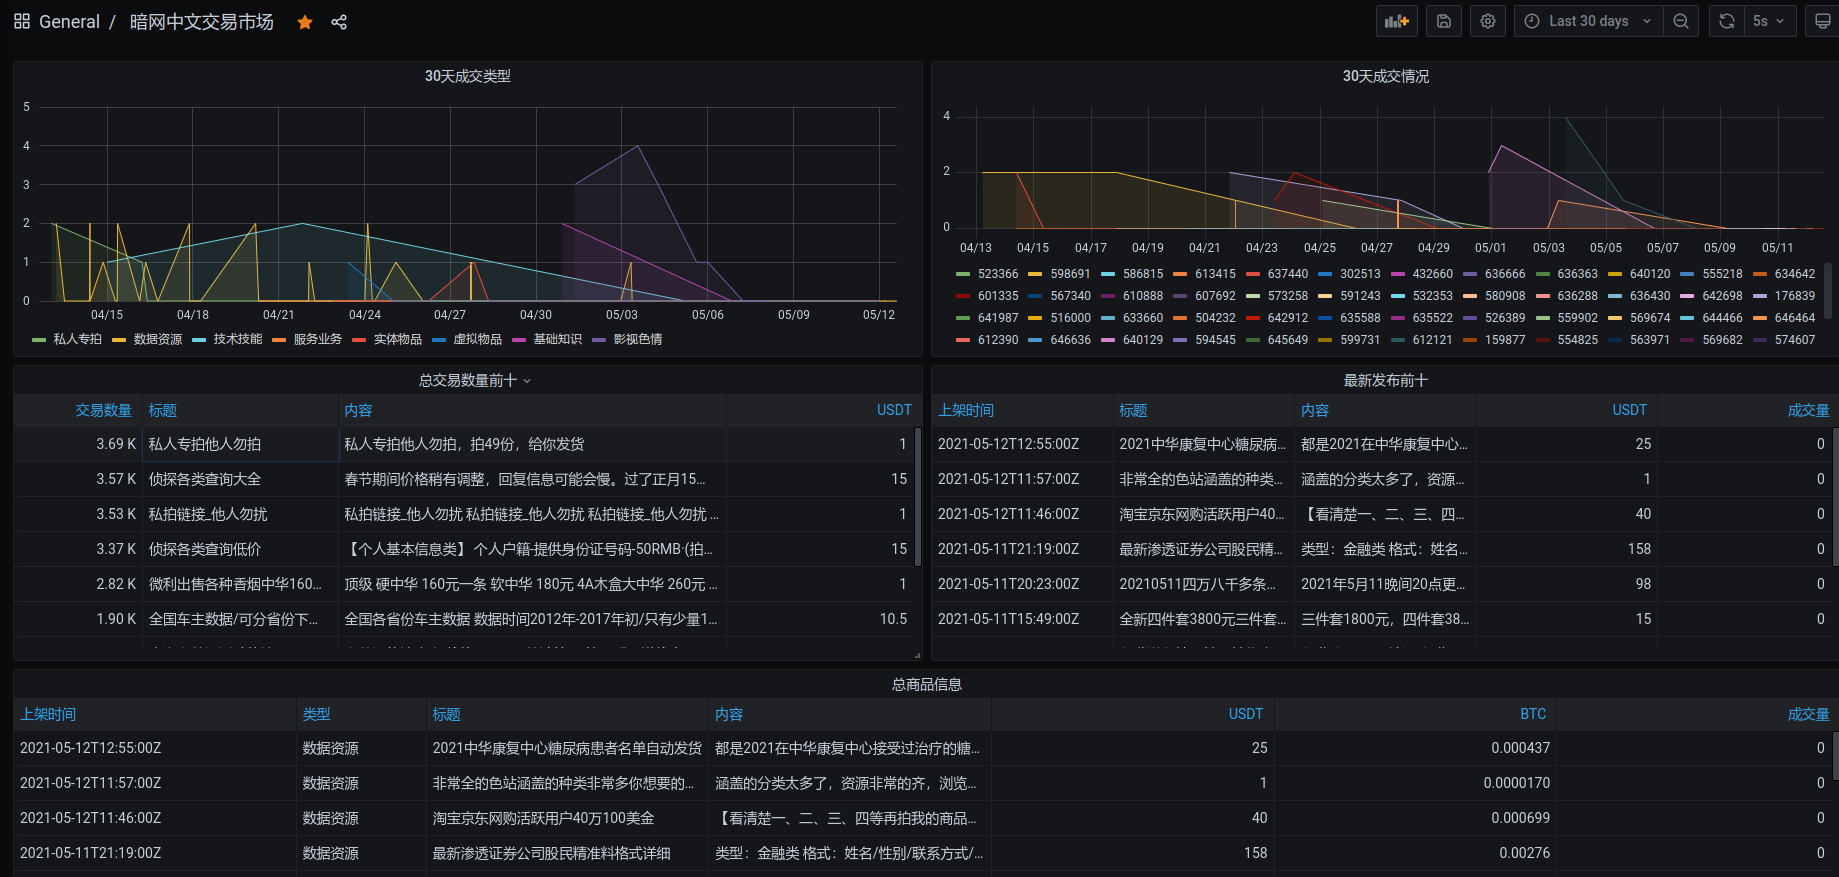 General / 暗网中文交易市场
Last 30 days
5s
30天成交类型
5
4
3
2
1
0
04/15 04/18 04/21 04/24 04/27 04/30 05/03 05/06 05/09 05/12
私人专拍 数据资源 技术技能 服务业务 实体物品 虚拟物品 基础知识 影视色情
30天成交情况
4
2
0
04/13 04/15 04/17 04/19 04/21 04/23 04/25 04/27 04/29 05/01 05/03 05/05 05/07 05/09 05/11
523366 598691 586815 613415 637440 302513 432660 636666 636363 640120 555218 634642
601335 567340 610888 607692 573258 591243 532353 580908 636288 636430 642698 176839
641987 516000 633660 504232 642912 635588 635522 526389 559902 569674 644466 646464
612390 646636 640129 594545 645649 599731 612121 159877 554825 563971 569682 574607
总交易数量前十
交易数量 标题 内容 USDT
3.69 K 私人专拍他人勿拍 私人专拍他人勿拍，拍49份，给你发货 1
3.57 K 侦探各类查询大全 春节期间价格稍有调整，回复信息可能会慢。过了正月15... 15
3.53 K 私拍链接_他人勿扰 私拍链接_他人勿扰 私拍链接_他人勿扰 私拍链接_他人勿扰 ... 1
3.37 K 侦探各类查询低价 【个人基本信息类】 个人户籍-提供身份证号码-50RMB·(拍... 15
2.82 K 微利出售各种香烟中华160... 顶级 硬中华 160元一条 软中华 180元 4A木盒大中华 260元 ... 1
1.90 K 全国车主数据/可分省份下... 全国各省份车主数据 数据时间2012年-2017年初/只有少量1... 10.5
最新发布前十
上架时间 标题 内容 USDT 成交量
2021-05-12T12:55:00Z 2021中华康复中心糖尿病... 都是2021在中华康复中心... 25 0
2021-05-12T11:57:00Z 非常全的色站涵盖的种类... 涵盖的分类太多了，资源... 1 0
2021-05-12T11:46:00Z 淘宝京东网购活跃用户40... 【看清楚一、二、三、四... 40 0
2021-05-11T21:19:00Z 最新渗透证券公司股民精... 类型：金融类 格式：姓名... 158 0
2021-05-11T20:23:00Z 20210511四万八千多条... 2021年5月11晚间20点更... 98 0
2021-05-11T15:49:00Z 全新四件套3800元三件套... 三件套1800元，四件套38... 15 0
总商品信息
上架时间 类型 标题 内容 USDT BTC 成交量
2021-05-12T12:55:00Z 数据资源 2021中华康复中心糖尿病患者名单自动发货 都是2021在中华康复中心接受过治疗的糖... 25 0.000437 0
2021-05-12T11:57:00Z 数据资源 非常全的色站涵盖的种类非常多你想要的... 涵盖的分类太多了，资源非常的齐，浏览... 1 0.0000170 0
2021-05-12T11:46:00Z 数据资源 淘宝京东网购活跃用户40万100美金 【看清楚一、二、三、四等再拍我的商品... 40 0.000699 0
2021-05-11T21:19:00Z 数据资源 最新渗透证券公司股民精准料格式详细 类型：金融类 格式：姓名/性别/联系方式/... 158 0.00276 0